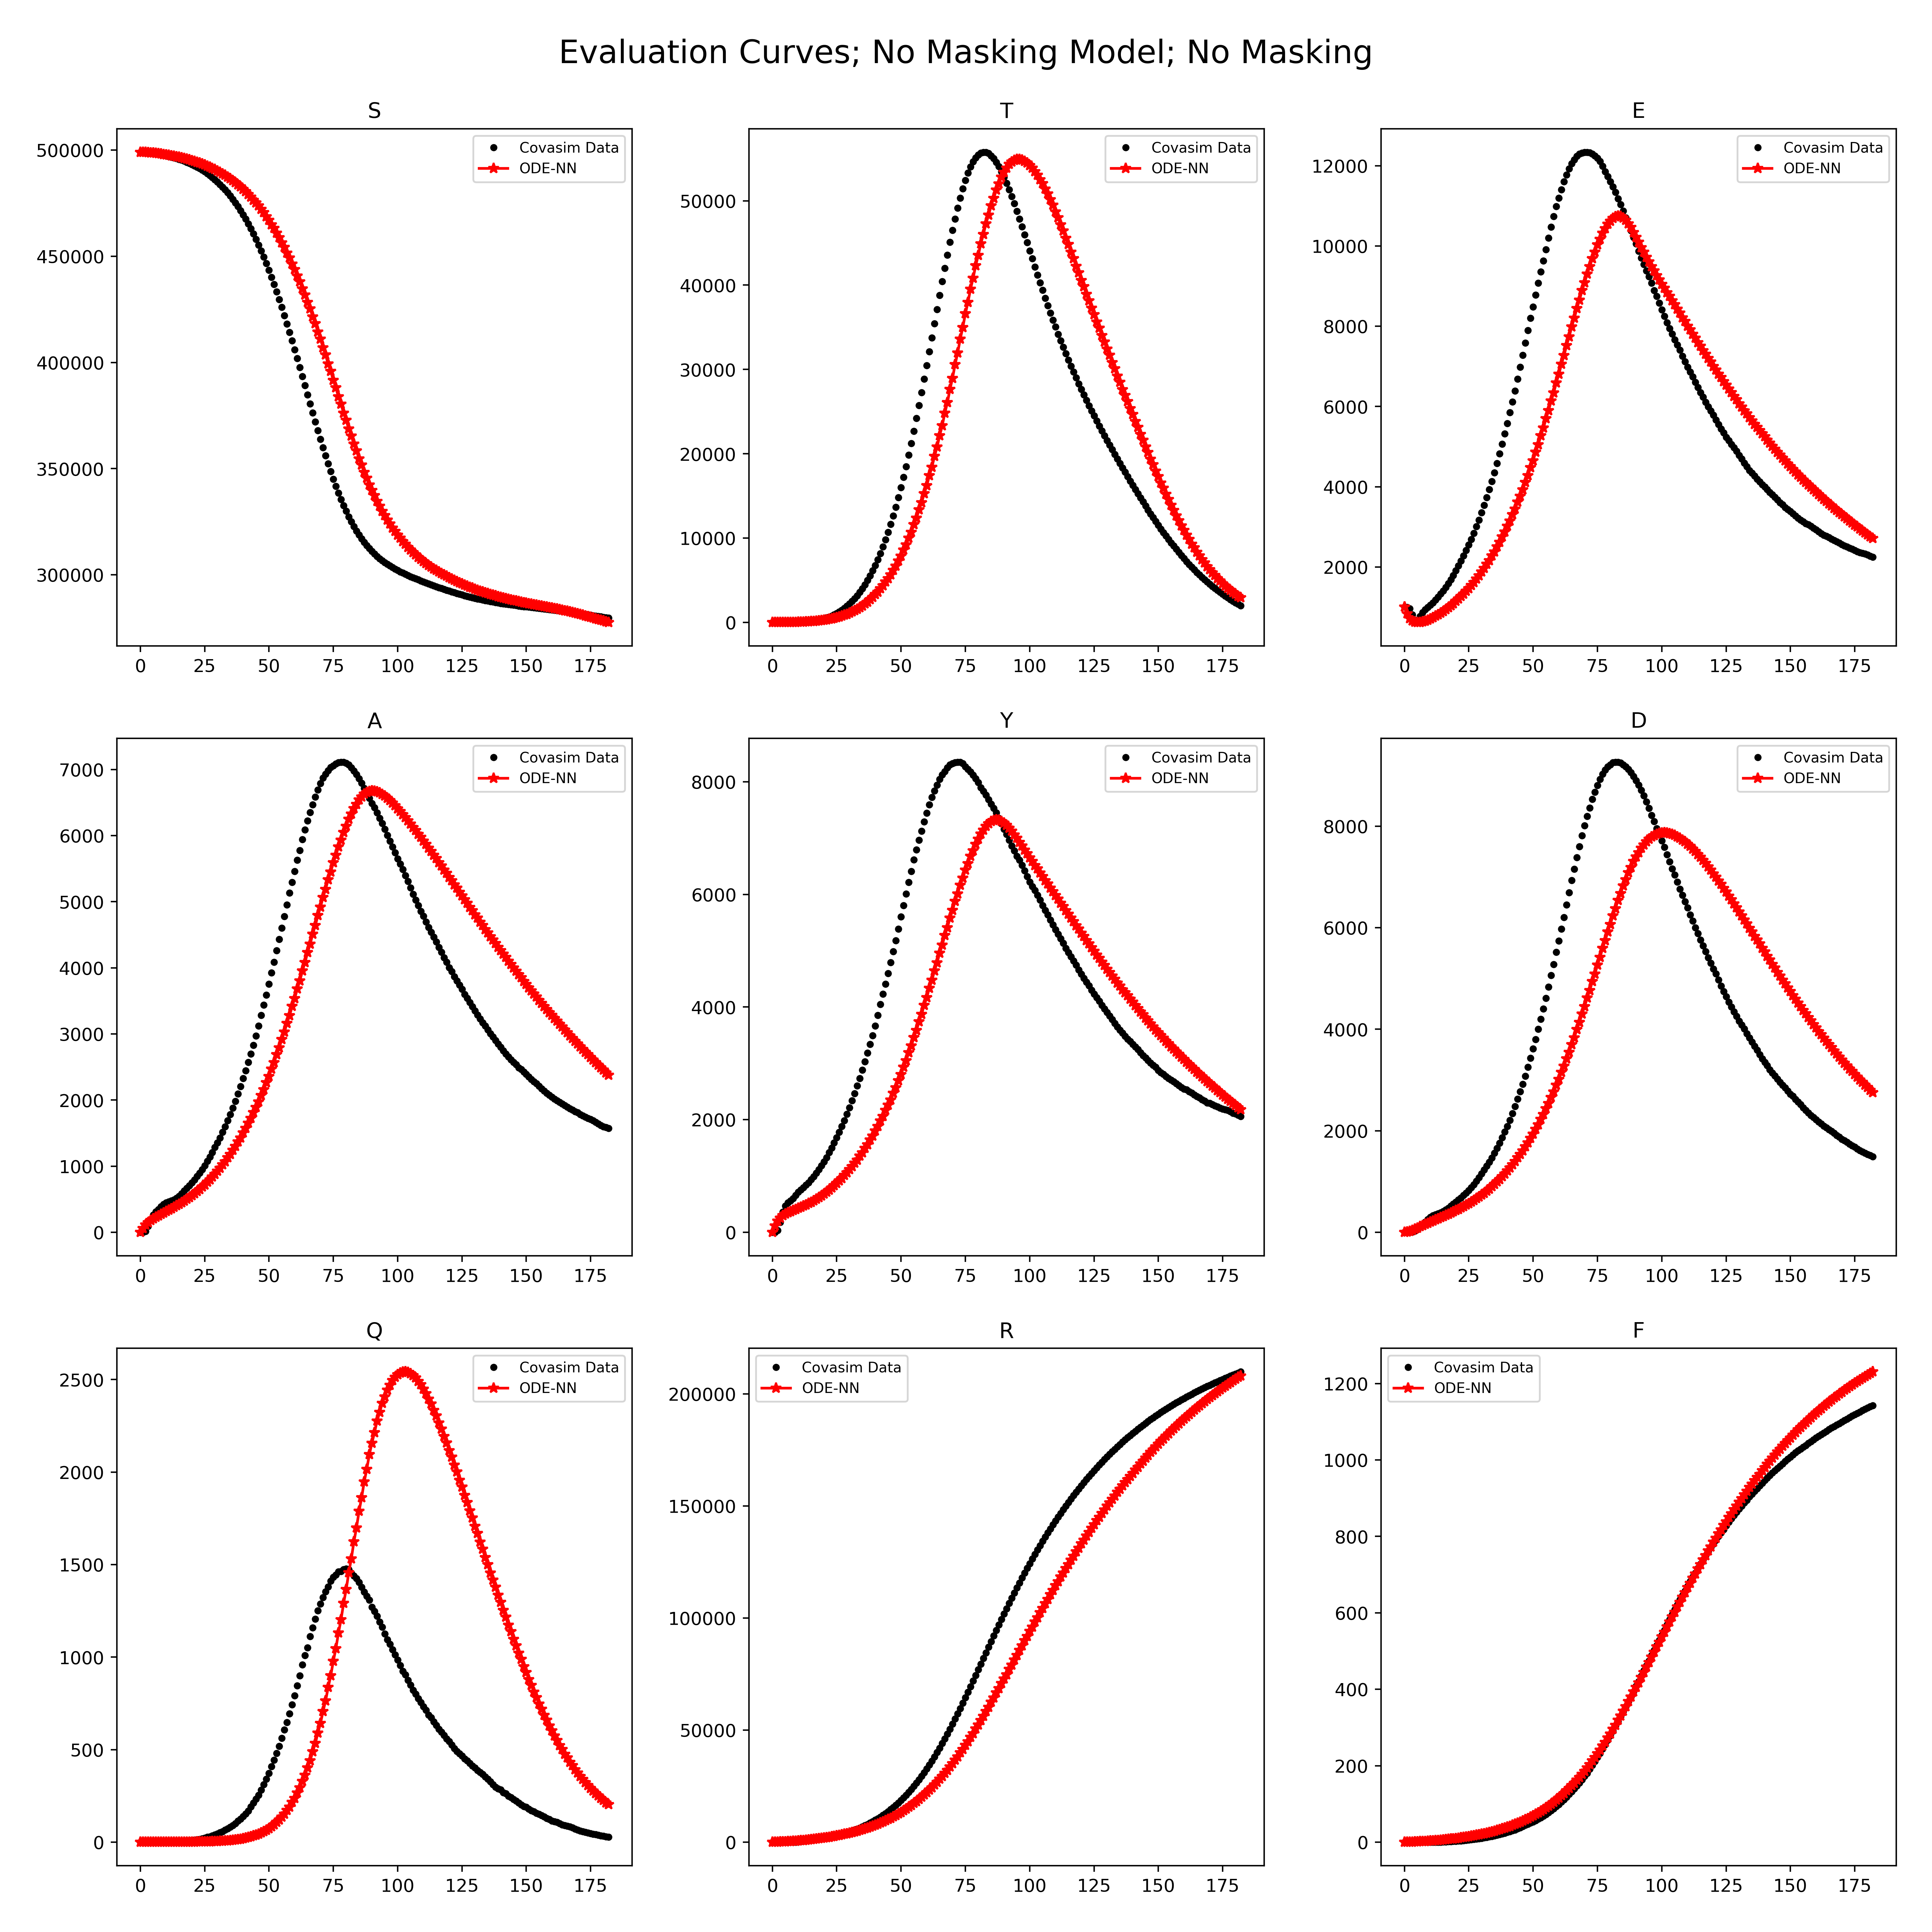 Evaluation Curves; No Masking Model; No Masking
S
Covasim Data
ODE-NN
500000
450000
400000
350000
300000
0 25 50 75 100 125 150 175
T
Covasim Data
ODE-NN
50000
40000
30000
20000
10000
0
0 25 50 75 100 125 150 175
E
Covasim Data
ODE-NN
12000
10000
8000
6000
4000
2000
0 25 50 75 100 125 150 175
A
Covasim Data
ODE-NN
7000
6000
5000
4000
3000
2000
1000
0
0 25 50 75 100 125 150 175
Y
Covasim Data
ODE-NN
8000
6000
4000
2000
0
0 25 50 75 100 125 150 175
D
Covasim Data
ODE-NN
8000
6000
4000
2000
0
0 25 50 75 100 125 150 175
Q
Covasim Data
ODE-NN
2500
2000
1500
1000
500
0
0 25 50 75 100 125 150 175
R
Covasim Data
ODE-NN
200000
150000
100000
50000
0
0 25 50 75 100 125 150 175
F
Covasim Data
ODE-NN
1200
1000
800
600
400
200
0
0 25 50 75 100 125 150 175